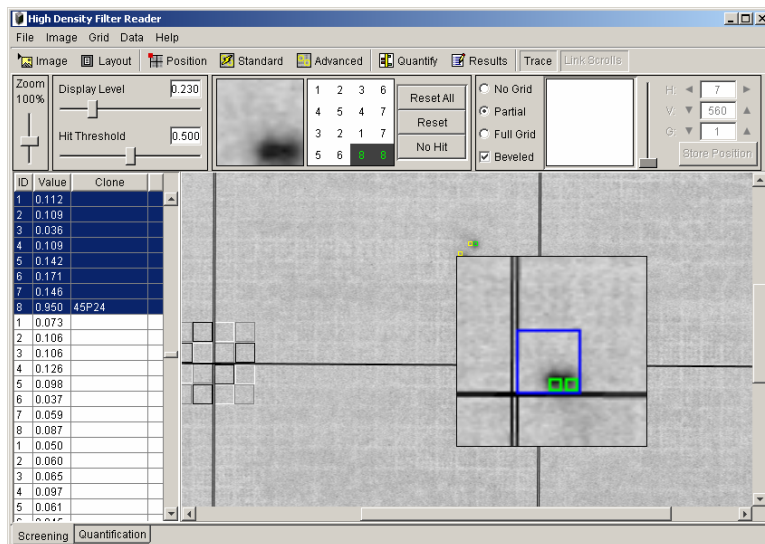 High Density Filter Reader
File Image Grid Data Help
Image Layout Position Standard Advanced Quantify Results Trace Link Scrolls
Zoom
100%
Display Level 0.230
Hit Threshold 0.500
1 2 3 6
4 5 4 7
3 2 1 7
5 6 8 8
Reset All
Reset
No Hit
No Grid
Partial
Full Grid
Beveled
H: 7
V: 560
G: 1
Store Position
ID Value Clone
1 0.112
2 0.109
3 0.036
4 0.109
5 0.142
6 0.171
7 0.146
8 0.950 45P24
1 0.073
2 0.106
3 0.106
4 0.126
5 0.098
6 0.037
7 0.059
8 0.087
1 0.050
2 0.060
3 0.065
4 0.097
5 0.061
Screening Quantification